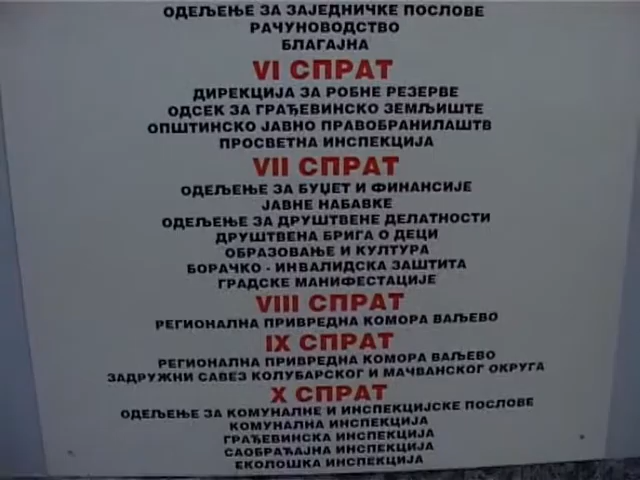 ОДЕЉЕЊЕ ЗА ЗАЈЕДНИЧКЕ ПОСЛОВЕ
РАЧУНОВОДСТВО
БЛАГАЈНА
VI СПРАТ
ДИРЕКЦИЈА ЗА РОБНЕ РЕЗЕРВЕ
ОДСЕК ЗА ГРАЂЕВИНСКО ЗЕМЉИШТЕ
ОПШТИНСКО ЈАВНО ПРАВОБРАНИЛАШТВ
ПРОСВЕТНА ИНСПЕКЦИЈА
VII СПРАТ
ОДЕЉЕЊЕ ЗА БУЏЕТ И ФИНАНСИЈЕ
ЈАВНЕ НАБАВКЕ
ОДЕЉЕЊЕ ЗА ДРУШТВЕНЕ ДЕЛАТНОСТИ
ДРУШТВЕНА БРИГА О ДЕЦИ
ОБРАЗОВАЊЕ И КУЛТУРА
БОРАЧКО - ИНВАЛИДСКА ЗАШТИТА
ГРАДСКЕ МАНИФЕСТАЦИЈЕ
VIII СПРАТ
РЕГИОНАЛНА ПРИВРЕДНА КОМОРА ВАЉЕВО
IX СПРАТ
РЕГИОНАЛНА ПРИВРЕДНА КОМОРА ВАЉЕВО
ЗАДРУЖНИ САВЕЗ КОЛУБАРСКОГ И МАЧВАНСКОГ ОКРУГА
X СПРАТ
ОДЕЉЕЊЕ ЗА КОМУНАЛНЕ И ИНСПЕКЦИЈСКЕ ПОСЛОВЕ
КОМУНАЛНА ИНСПЕКЦИЈА
ГРАЂЕВИНСКА ИНСПЕКЦИЈА
САОБРАЋАЈНА ИНСПЕКЦИЈА
ЕКОЛОШКА ИНСПЕКЦИЈА